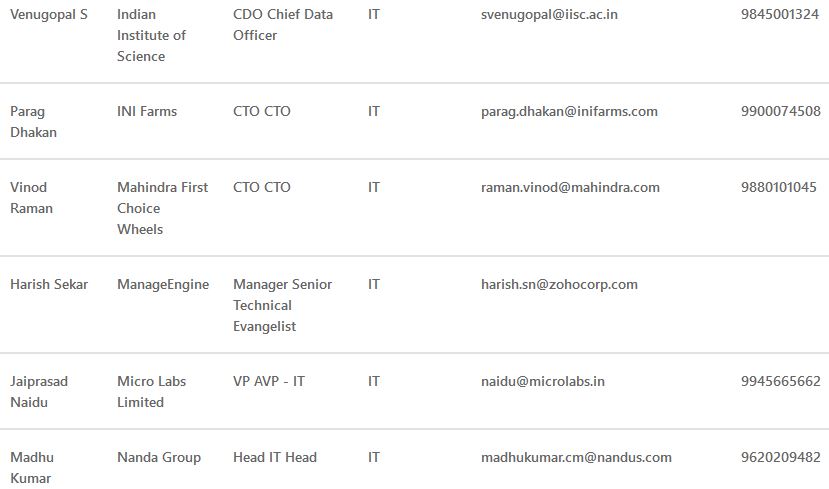 Venugopal S Indian CDO Chief Data IT svenugopal@iisc.ac.in 9845001324
Institute of Officer
Science
Parag INI Farms CTO CTO IT parag.dhakan@inifarms.com 9900074508
Dhakan
Vinod Mahindra First CTO CTO IT raman.vinod@mahindra.com 9880101045
Raman Choice
Wheels
Harish Sekar ManageEngine Manager Senior IT harish.sn@zohocorp.com
Technical
Evangelist
Jaiprasad Micro Labs VP AVP - IT IT naidu@microlabs.in 9945665662
Naidu Limited
Madhu Nanda Group Head IT Head IT madhukumar.cm@nandus.com 9620209482
Kumar